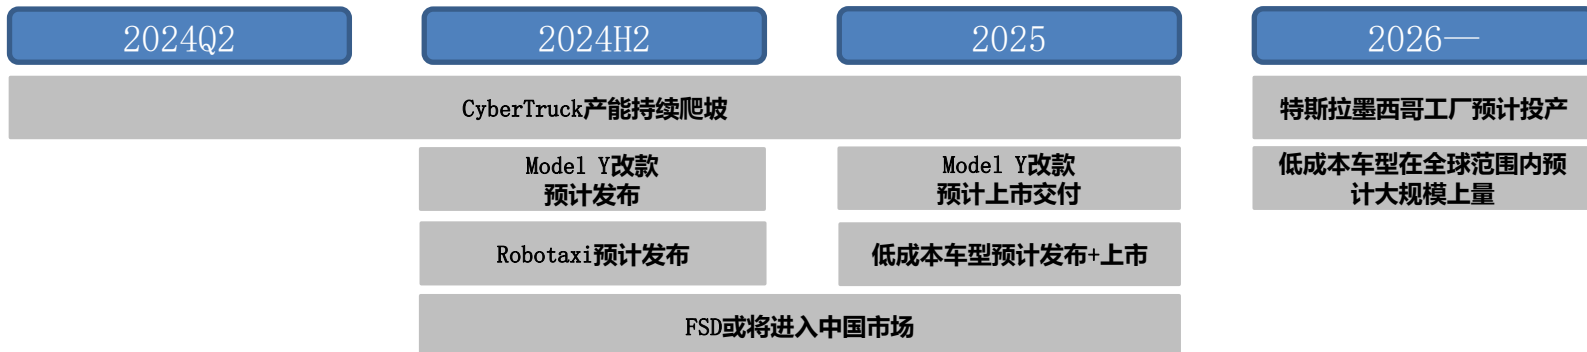 2024Q2
2024H2
2025
2026—
CyberTruck产能持续爬坡
特斯拉墨西哥工厂预计投产
Model Y改款
预计发布
Model Y改款
预计上市交付
低成本车型在全球范围内预
计大规模上量
Robotaxi预计发布
低成本车型预计发布+上市
FSD或将进入中国市场